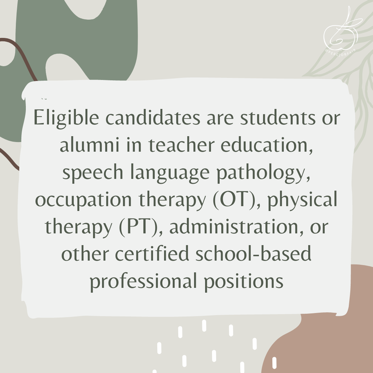 Eligible candidates are students or
alumni in teacher education,
speech language pathology,
occupation therapy (OT), physical
therapy (PT), administration, or
other certified school-based
professional positions